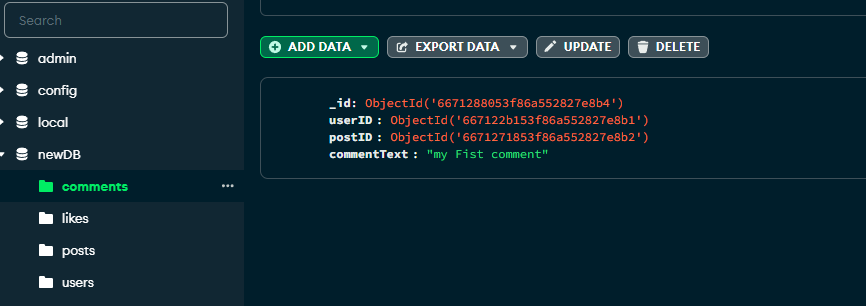 Search
admin
config
local
newDB
comments
likes
posts
users
ADD DATA
EXPORT DATA
UPDATE
DELETE
_id: ObjectId('6671288053f86a552827e8b4')
userID : ObjectId('667122b153f86a552827e8b1')
postID : ObjectId('6671271853f86a552827e8b2')
commentText : "my Fist comment"